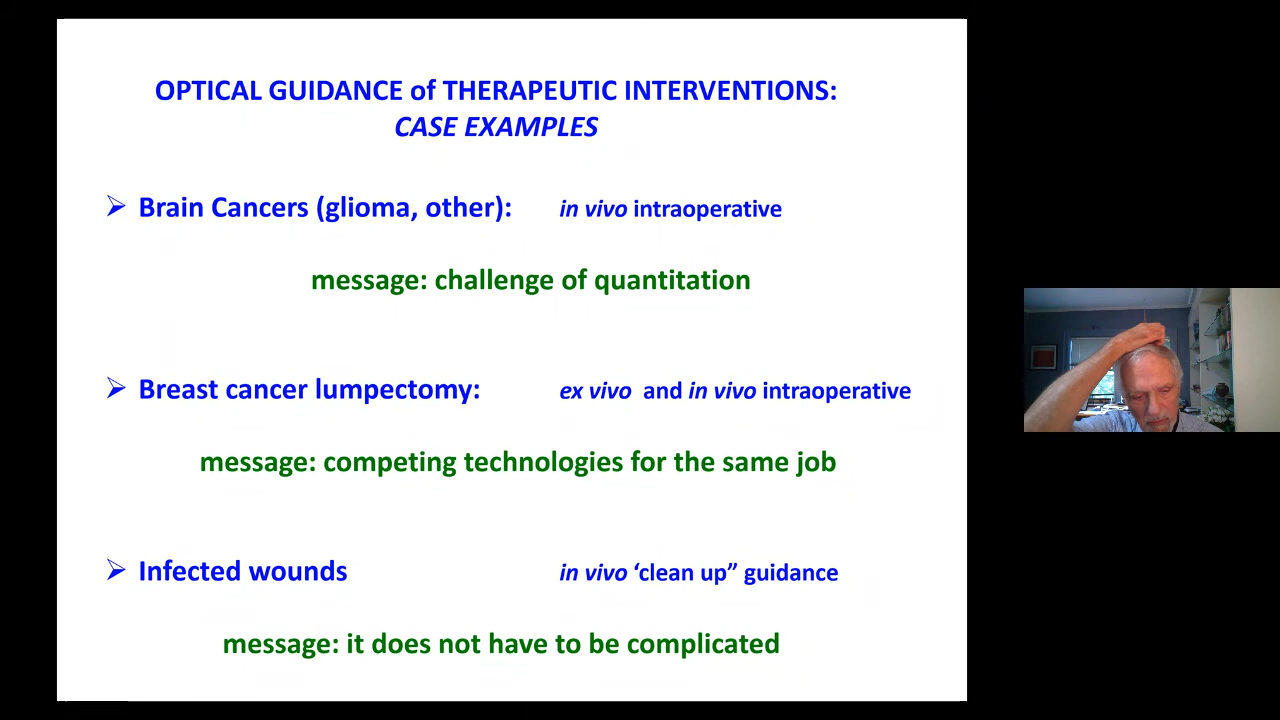 OPTICAL GUIDANCE of THERAPEUTIC INTERVENTIONS:
CASE EXAMPLES
➢ Brain Cancers (glioma, other): in vivo intraoperative
message: challenge of quantitation
➢ Breast cancer lumpectomy: ex vivo and in vivo intraoperative
message: competing technologies for the same job
➢ Infected wounds in vivo ‘clean up” guidance
message: it does not have to be complicated